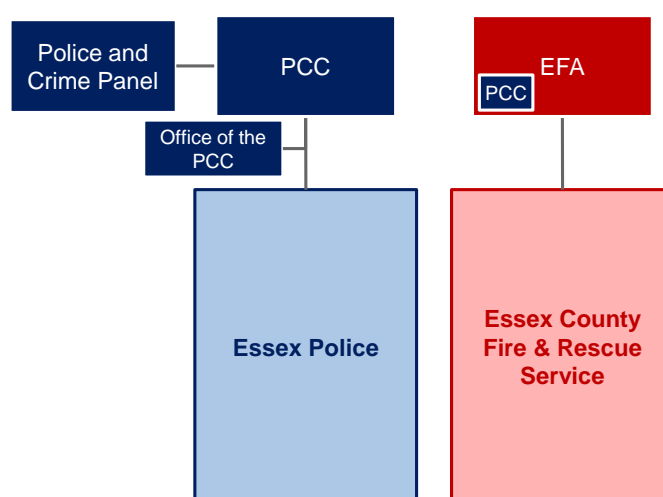 Police and
Crime Panel
PCC
EFA
PCC
Office of the
PCC
Essex Police
Essex County
Fire & Rescue
Service